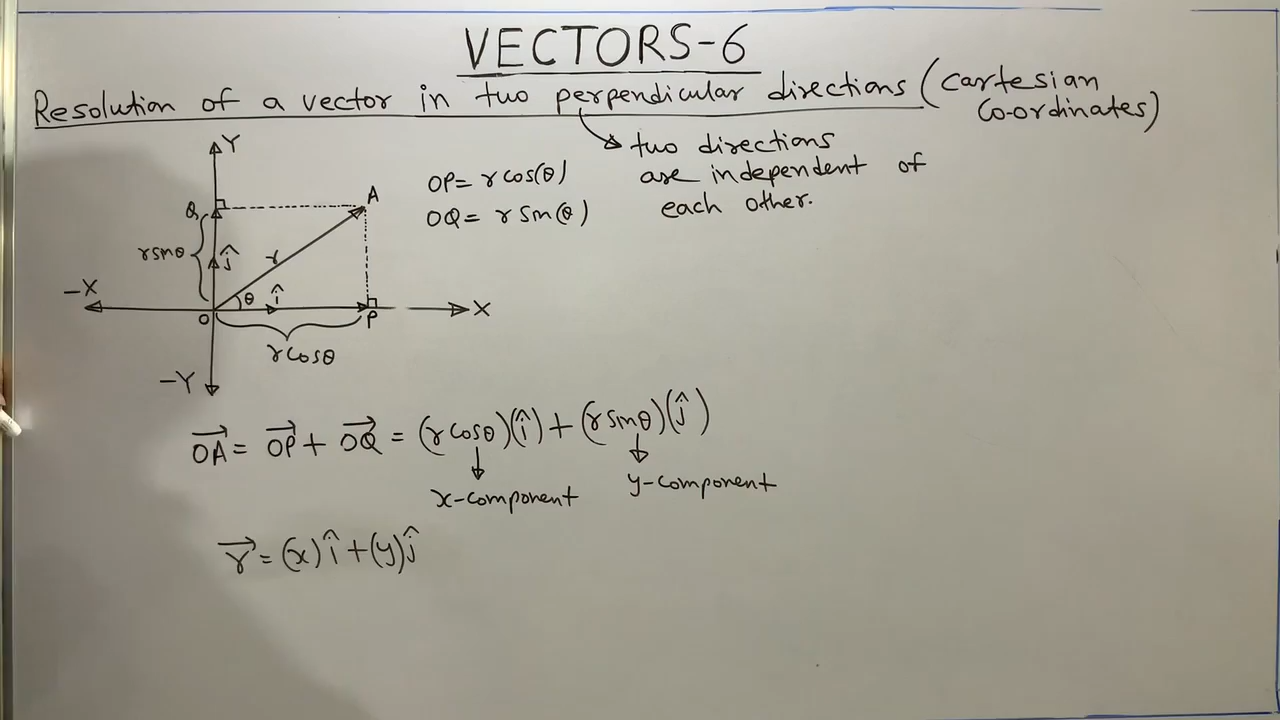 VECTORS-6
Resolution of a vector in two perpendicular directions (Cartesian
Co-ordinates)
two directions
are independent of
each other.
OP = r cos(θ)
OQ = r sin(θ)
Y
Q
A
r sinθ
ĵ
r
-X
θ
î
X
O
P
r cosθ
-Y
OA⃗ = OP⃗ + OQ⃗ = (r cosθ)(î) + (r sinθ)(ĵ)
x-component
y-component
r⃗ = (x)î + (y)ĵ